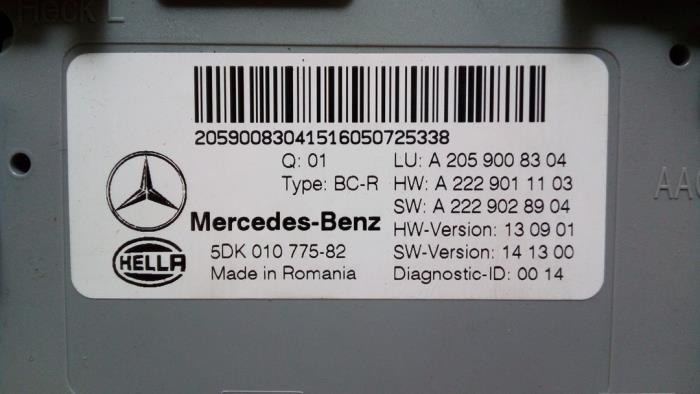 Heck L
20590083041516050725338
Q: 01
LU: A 205 900 83 04
Type: BC-R
HW: A 222 901 11 03
SW: A 222 902 89 04
Mercedes-Benz
HW-Version: 13 09 01
HELLA
5DK 010 775-82
SW-Version: 14 13 00
Made in Romania
Diagnostic-ID: 00 14